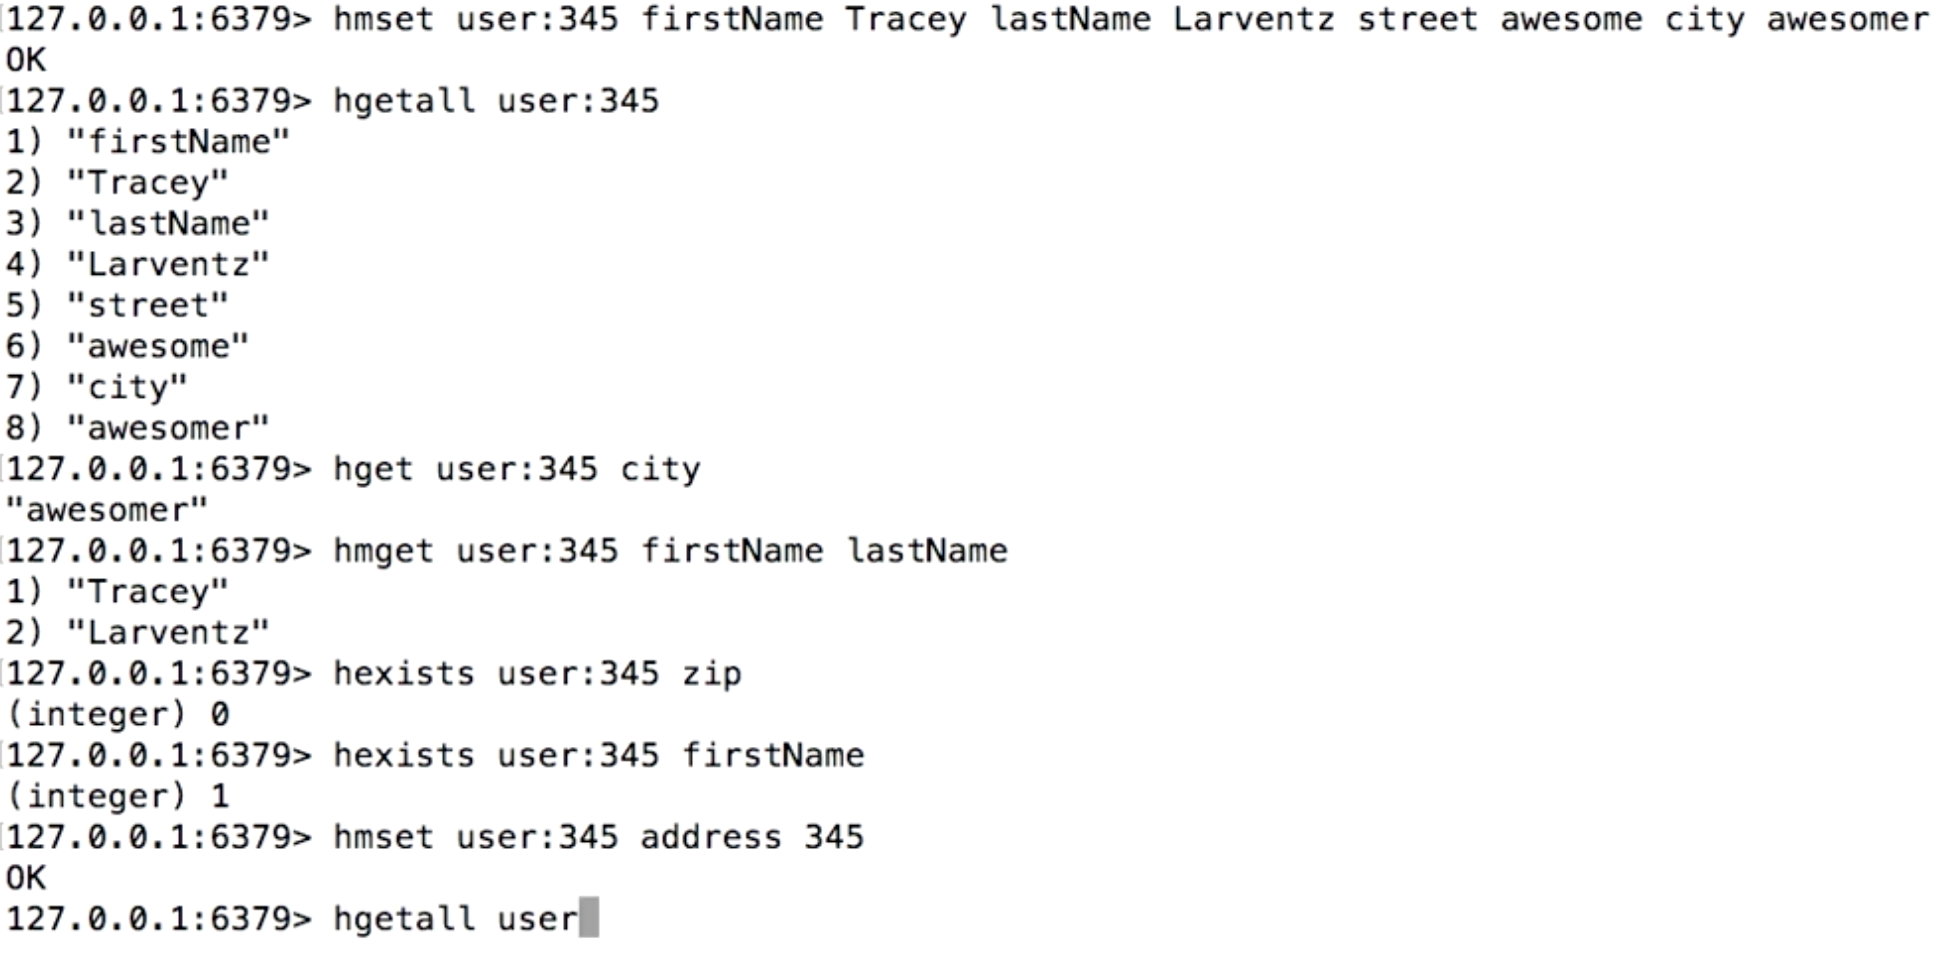 127.0.0.1:6379> hmset user:345 firstName Tracey lastName Larventz street awesome city awesomer
OK
127.0.0.1:6379> hgetall user:345
1) "firstName"
2) "Tracey"
3) "lastName"
4) "Larventz"
5) "street"
6) "awesome"
7) "city"
8) "awesomer"
127.0.0.1:6379> hget user:345 city
"awesomer"
127.0.0.1:6379> hmget user:345 firstName lastName
1) "Tracey"
2) "Larventz"
127.0.0.1:6379> hexists user:345 zip
(integer) 0
127.0.0.1:6379> hexists user:345 firstName
(integer) 1
127.0.0.1:6379> hmset user:345 address 345
OK
127.0.0.1:6379> hgetall user